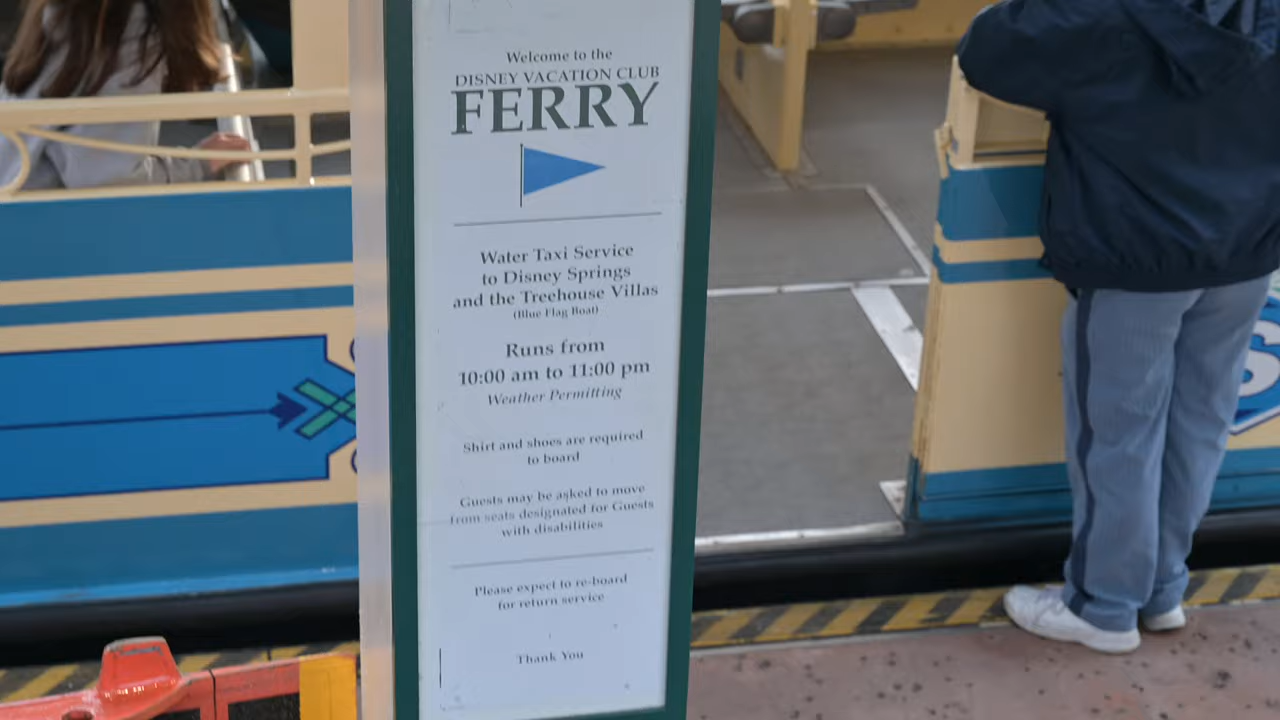 Welcome to the
DISNEY VACATION CLUB
FERRY
Water Taxi Service
to Disney Springs
and the Treehouse Villas
(Blue Flag Boat)
Runs from
10:00 am to 11:00 pm
Weather Permitting
Shirt and shoes are required
to board
Guests may be asked to move
from seats designated for Guests
with disabilities
Please expect to re-board
for return service
Thank You
S